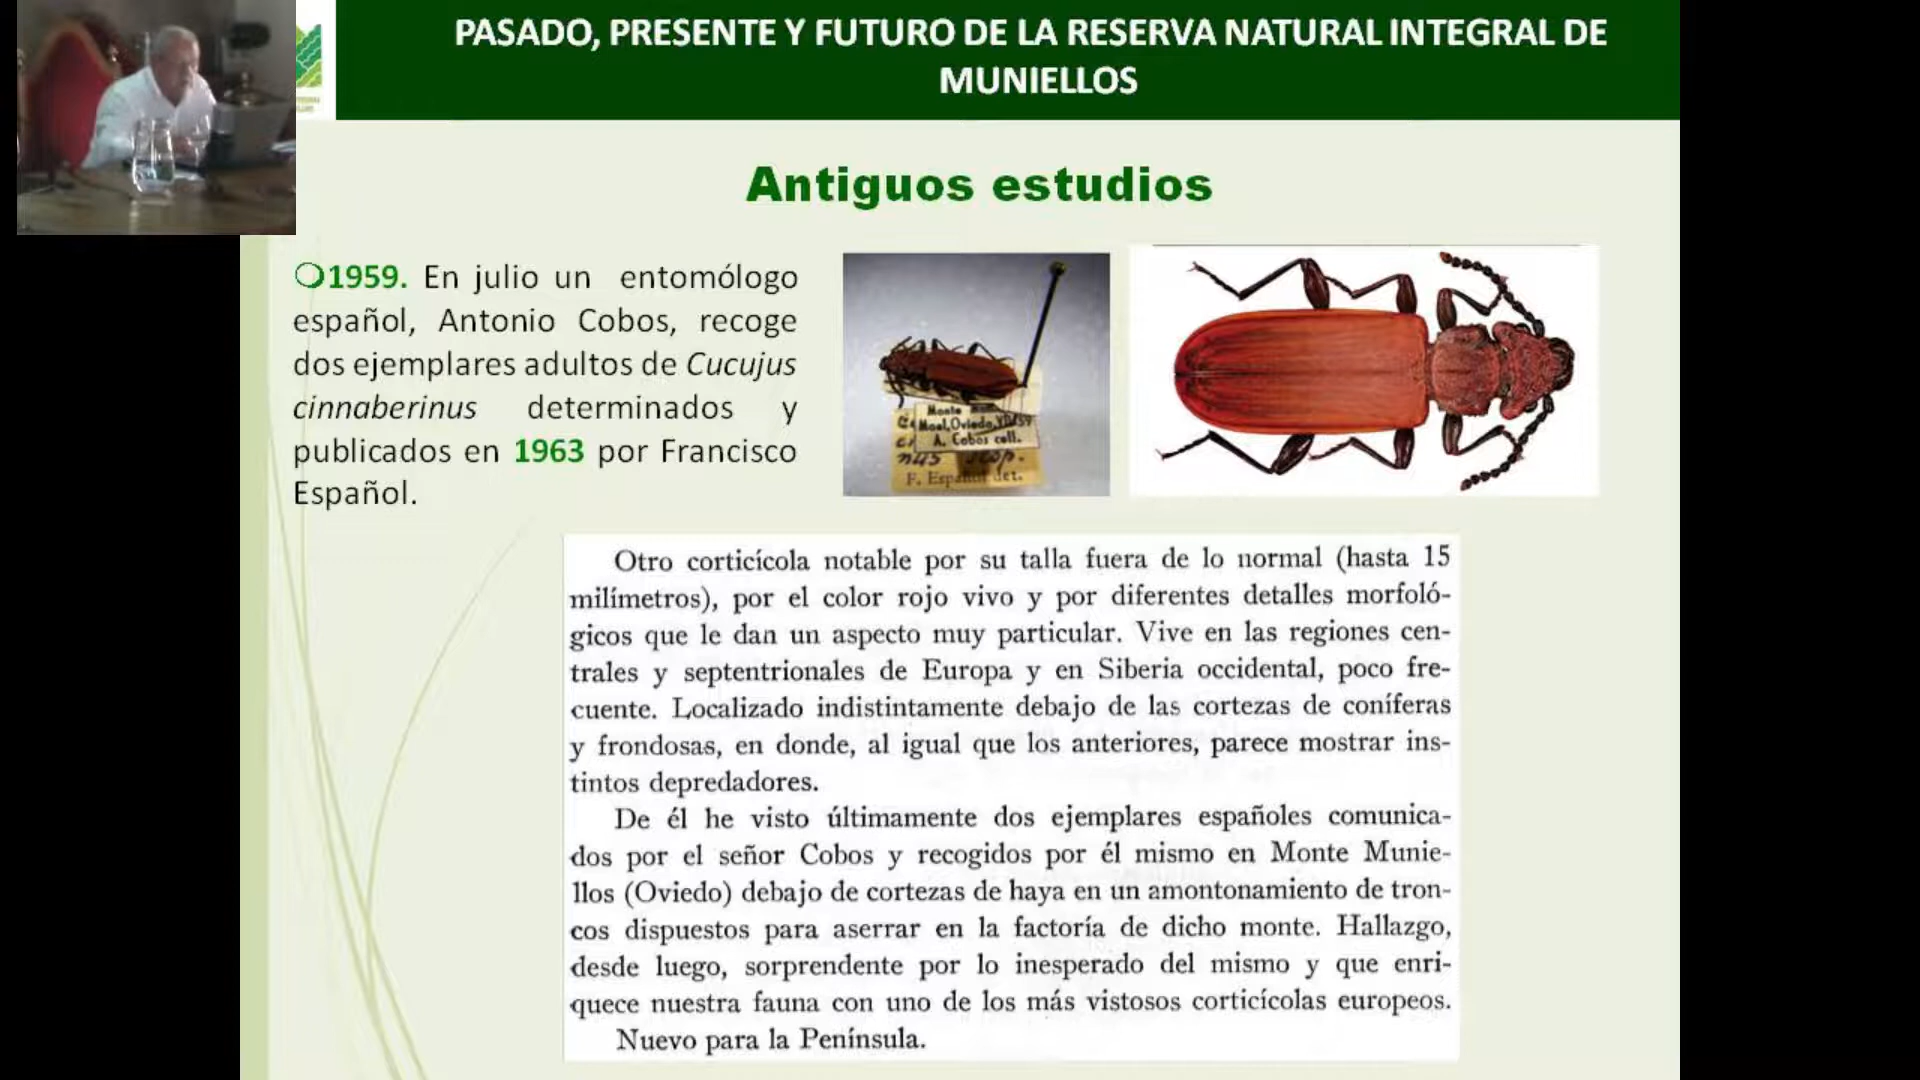 PASADO, PRESENTE Y FUTURO DE LA RESERVA NATURAL INTEGRAL DE
MUNIELLOS
Antiguos estudios
1959. En julio un entomólogo
español, Antonio Cobos, recoge
dos ejemplares adultos de Cucujus
cinnaberinus determinados y
publicados en 1963 por Francisco
Español.
Monte
Moal, Oviedo, VII-59
A. Cobos coll.
F. Español det.
Otro corticícola notable por su talla fuera de lo normal (hasta 15
milímetros), por el color rojo vivo y por diferentes detalles morfoló-
gicos que le dan un aspecto muy particular. Vive en las regiones cen-
trales y septentrionales de Europa y en Siberia occidental, poco fre-
cuente. Localizado indistintamente debajo de las cortezas de coníferas
y frondosas, en donde, al igual que los anteriores, parece mostrar ins-
tintos depredadores.
De él he visto últimamente dos ejemplares españoles comunica-
dos por el señor Cobos y recogidos por él mismo en Monte Munie-
llos (Oviedo) debajo de cortezas de haya en un amontonamiento de tron-
cos dispuestos para aserrar en la factoría de dicho monte. Hallazgo,
desde luego, sorprendente por lo inesperado del mismo y que enri-
quece nuestra fauna con uno de los más vistosos corticícolas europeos.
Nuevo para la Península.